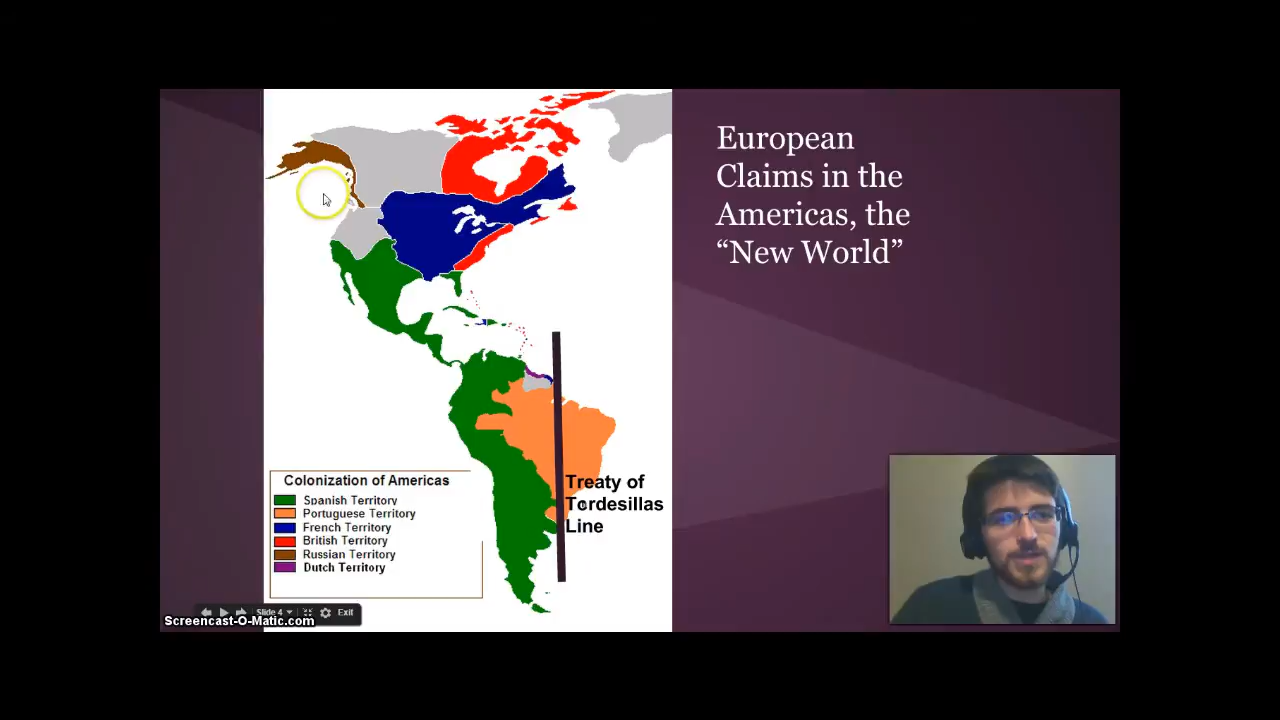 European
Claims in the
Americas, the
“New World”
Colonization of Americas
Spanish Territory
Portuguese Territory
French Territory
British Territory
Russian Territory
Dutch Territory
Treaty of
Tordesillas
Line
Slide 4
Exit
Screencast-O-Matic.com